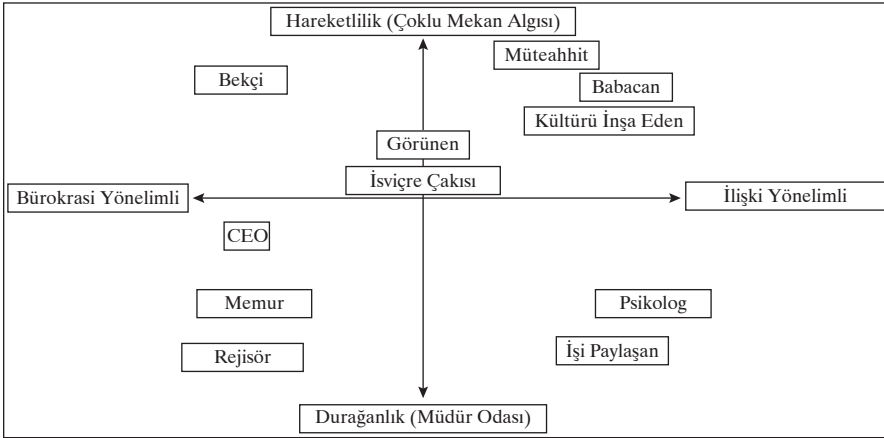 Hareketlilik (Çoklu Mekan Algısı)
Müteahhit
Bekçi
Babacan
Kültürü İnşa Eden
Görünen
İsviçre Çakısı
Bürokrasi Yönelimli
İlişki Yönelimli
CEO
Memur
Psikolog
Rejisör
İşi Paylaşan
Durağanlık (Müdür Odası)